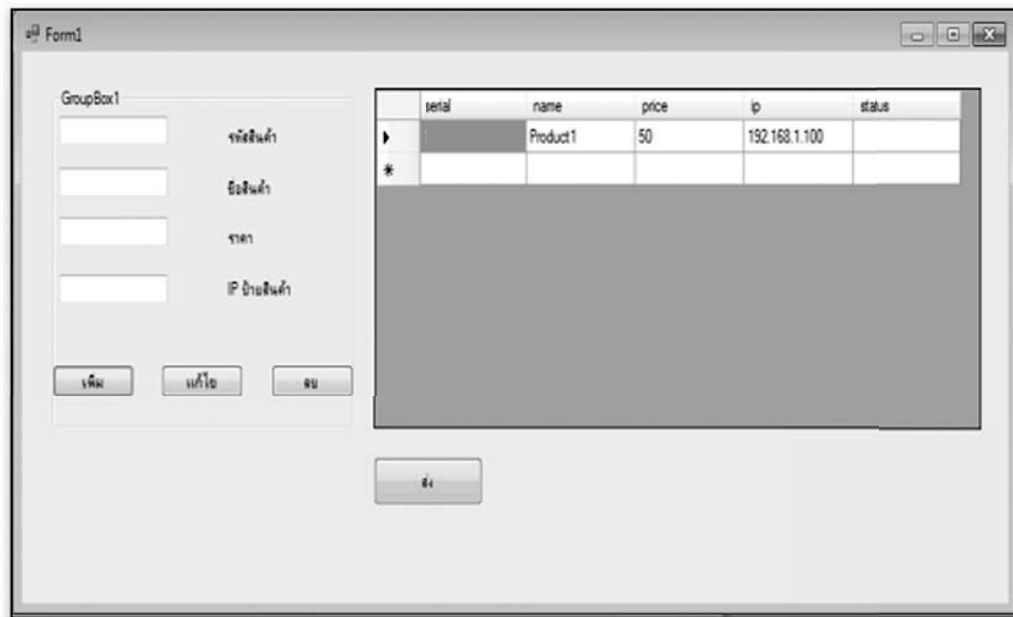 Form1
GroupBox1
รหัสสินค้า
ชื่อสินค้า
ราคา
IP ป้ายสินค้า
เพิ่ม
แก้ไข
ลบ
serial name price ip status
Product1 50 192.168.1.100
ส่ง